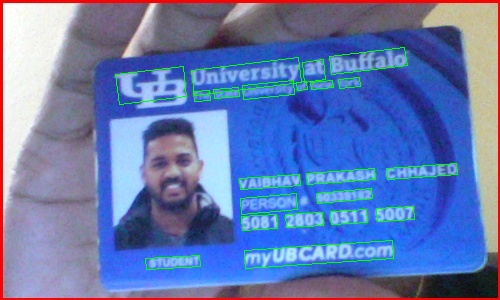 UB University at Buffalo
The State University of New York
VAIBHAV PRAKASH CHHAJED
PERSON # 50339182
5081 2803 0511 5007
STUDENT
myUBCARD.com